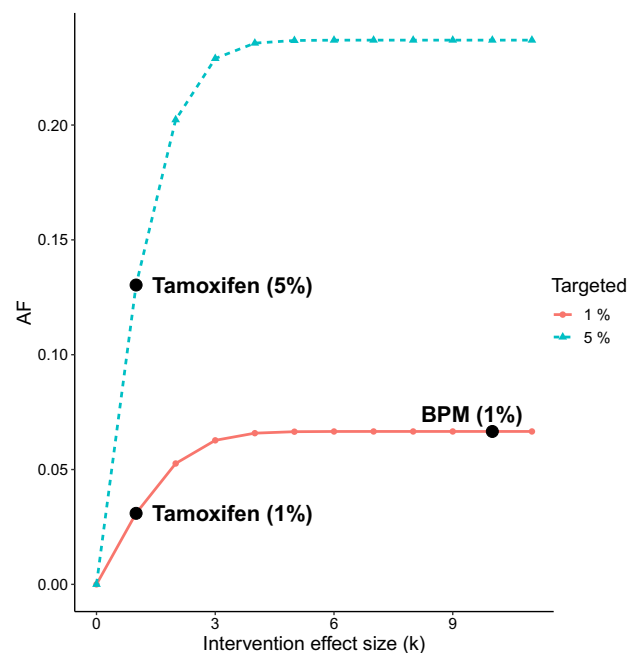 0.20
0.15
0.10
0.05
0.00
AF
Tamoxifen (5%)
BPM (1%)
Tamoxifen (1%)
Targeted
1 %
5 %
0 3 6 9
Intervention effect size (k)